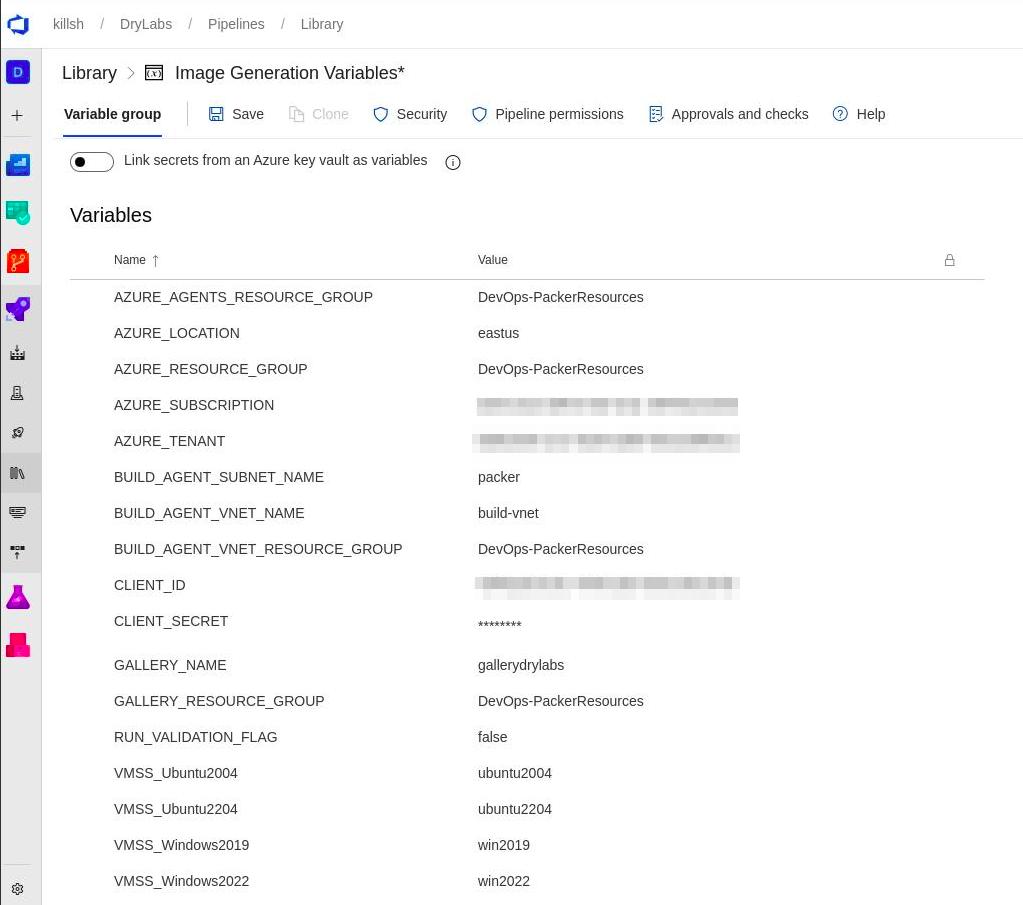 killsh / DryLabs / Pipelines / Library
D
Library > (x) Image Generation Variables*
Variable group Save Clone Security Pipeline permissions Approvals and checks ? Help
Link secrets from an Azure key vault as variables i
Variables
Name ↑ Value
AZURE_AGENTS_RESOURCE_GROUP DevOps-PackerResources
AZURE_LOCATION eastus
AZURE_RESOURCE_GROUP DevOps-PackerResources
AZURE_SUBSCRIPTION
AZURE_TENANT
BUILD_AGENT_SUBNET_NAME packer
BUILD_AGENT_VNET_NAME build-vnet
BUILD_AGENT_VNET_RESOURCE_GROUP DevOps-PackerResources
CLIENT_ID
CLIENT_SECRET ********
GALLERY_NAME gallerydrylabs
GALLERY_RESOURCE_GROUP DevOps-PackerResources
RUN_VALIDATION_FLAG false
VMSS_Ubuntu2004 ubuntu2004
VMSS_Ubuntu2204 ubuntu2204
VMSS_Windows2019 win2019
VMSS_Windows2022 win2022